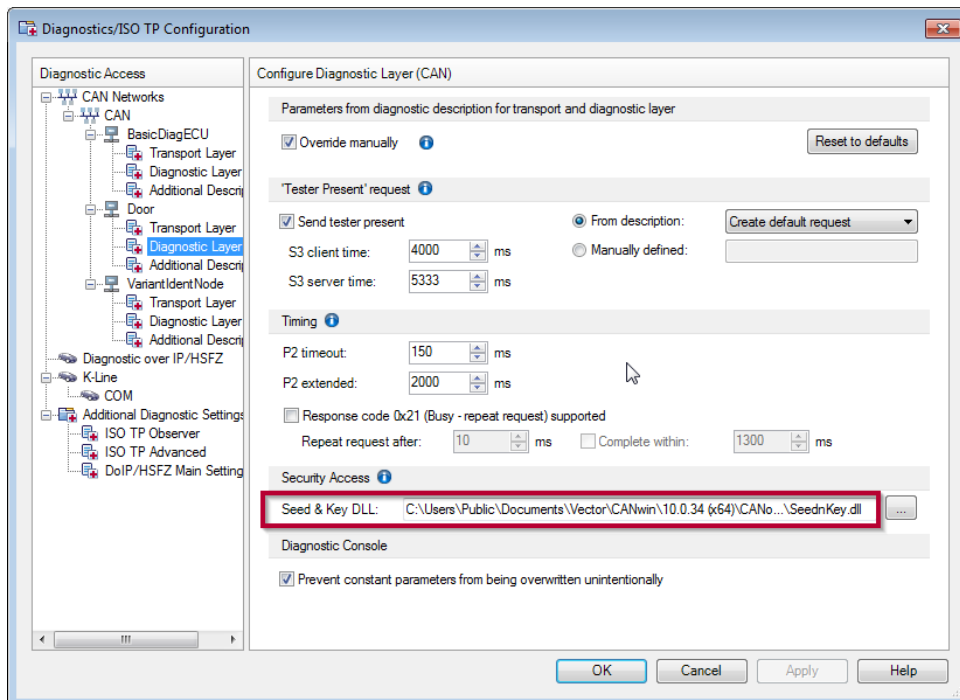 Diagnostics/ISO TP Configuration
Diagnostic Access
CAN Networks
CAN
BasicDiagECU
Transport Layer
Diagnostic Layer
Additional Descri
Door
Transport Layer
Diagnostic Layer
Additional Descri
VariantIdentNode
Transport Layer
Diagnostic Layer
Additional Descri
Diagnostic over IP/HSFZ
K-Line
COM
Additional Diagnostic Settings
ISO TP Observer
ISO TP Advanced
DoIP/HSFZ Main Setting
Configure Diagnostic Layer (CAN)
Parameters from diagnostic description for transport and diagnostic layer
Override manually Reset to defaults
'Tester Present' request
Send tester present From description: Create default request
S3 client time: 4000 ms Manually defined:
S3 server time: 5333 ms
Timing
P2 timeout: 150 ms
P2 extended: 2000 ms
Response code 0x21 (Busy - repeat request) supported
Repeat request after: 10 ms Complete within: 1300 ms
Security Access
Seed & Key DLL: C:\Users\Public\Documents\Vector\CANwin\10.0.34 (x64)\CANo...\SeednKey.dll ...
Diagnostic Console
Prevent constant parameters from being overwritten unintentionally
OK Cancel Apply Help